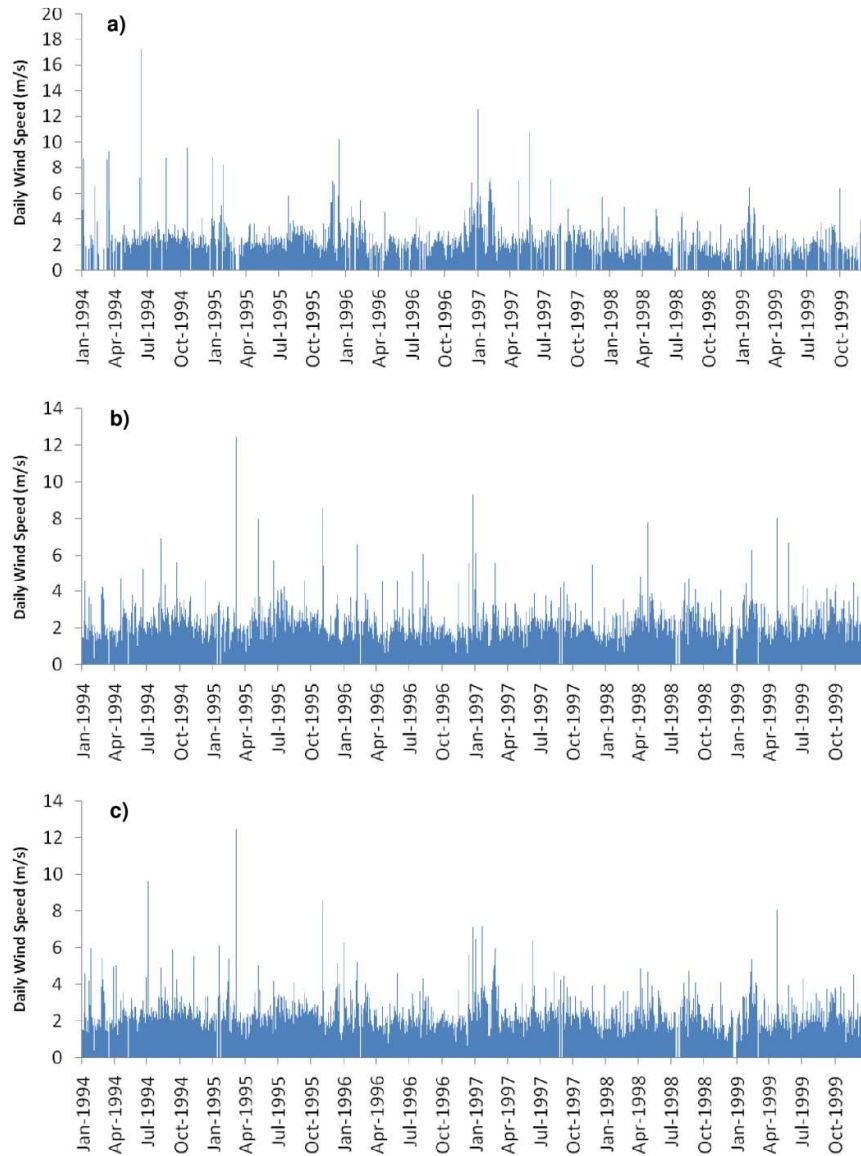 a)
Daily Wind Speed (m/s)
20
18
16
14
12
10
8
6
4
2
0
Jan-1994
Apr-1994
Jul-1994
Oct-1994
Jan-1995
Apr-1995
Jul-1995
Oct-1995
Jan-1996
Apr-1996
Jul-1996
Oct-1996
Jan-1997
Apr-1997
Jul-1997
Oct-1997
Jan-1998
Apr-1998
Jul-1998
Oct-1998
Jan-1999
Apr-1999
Jul-1999
Oct-1999
b)
Daily Wind Speed (m/s)
14
12
10
8
6
4
2
0
Jan-1994
Apr-1994
Jul-1994
Oct-1994
Jan-1995
Apr-1995
Jul-1995
Oct-1995
Jan-1996
Apr-1996
Jul-1996
Oct-1996
Jan-1997
Apr-1997
Jul-1997
Oct-1997
Jan-1998
Apr-1998
Jul-1998
Oct-1998
Jan-1999
Apr-1999
Jul-1999
Oct-1999
c)
Daily Wind Speed (m/s)
14
12
10
8
6
4
2
0
Jan-1994
Apr-1994
Jul-1994
Oct-1994
Jan-1995
Apr-1995
Jul-1995
Oct-1995
Jan-1996
Apr-1996
Jul-1996
Oct-1996
Jan-1997
Apr-1997
Jul-1997
Oct-1997
Jan-1998
Apr-1998
Jul-1998
Oct-1998
Jan-1999
Apr-1999
Jul-1999
Oct-1999